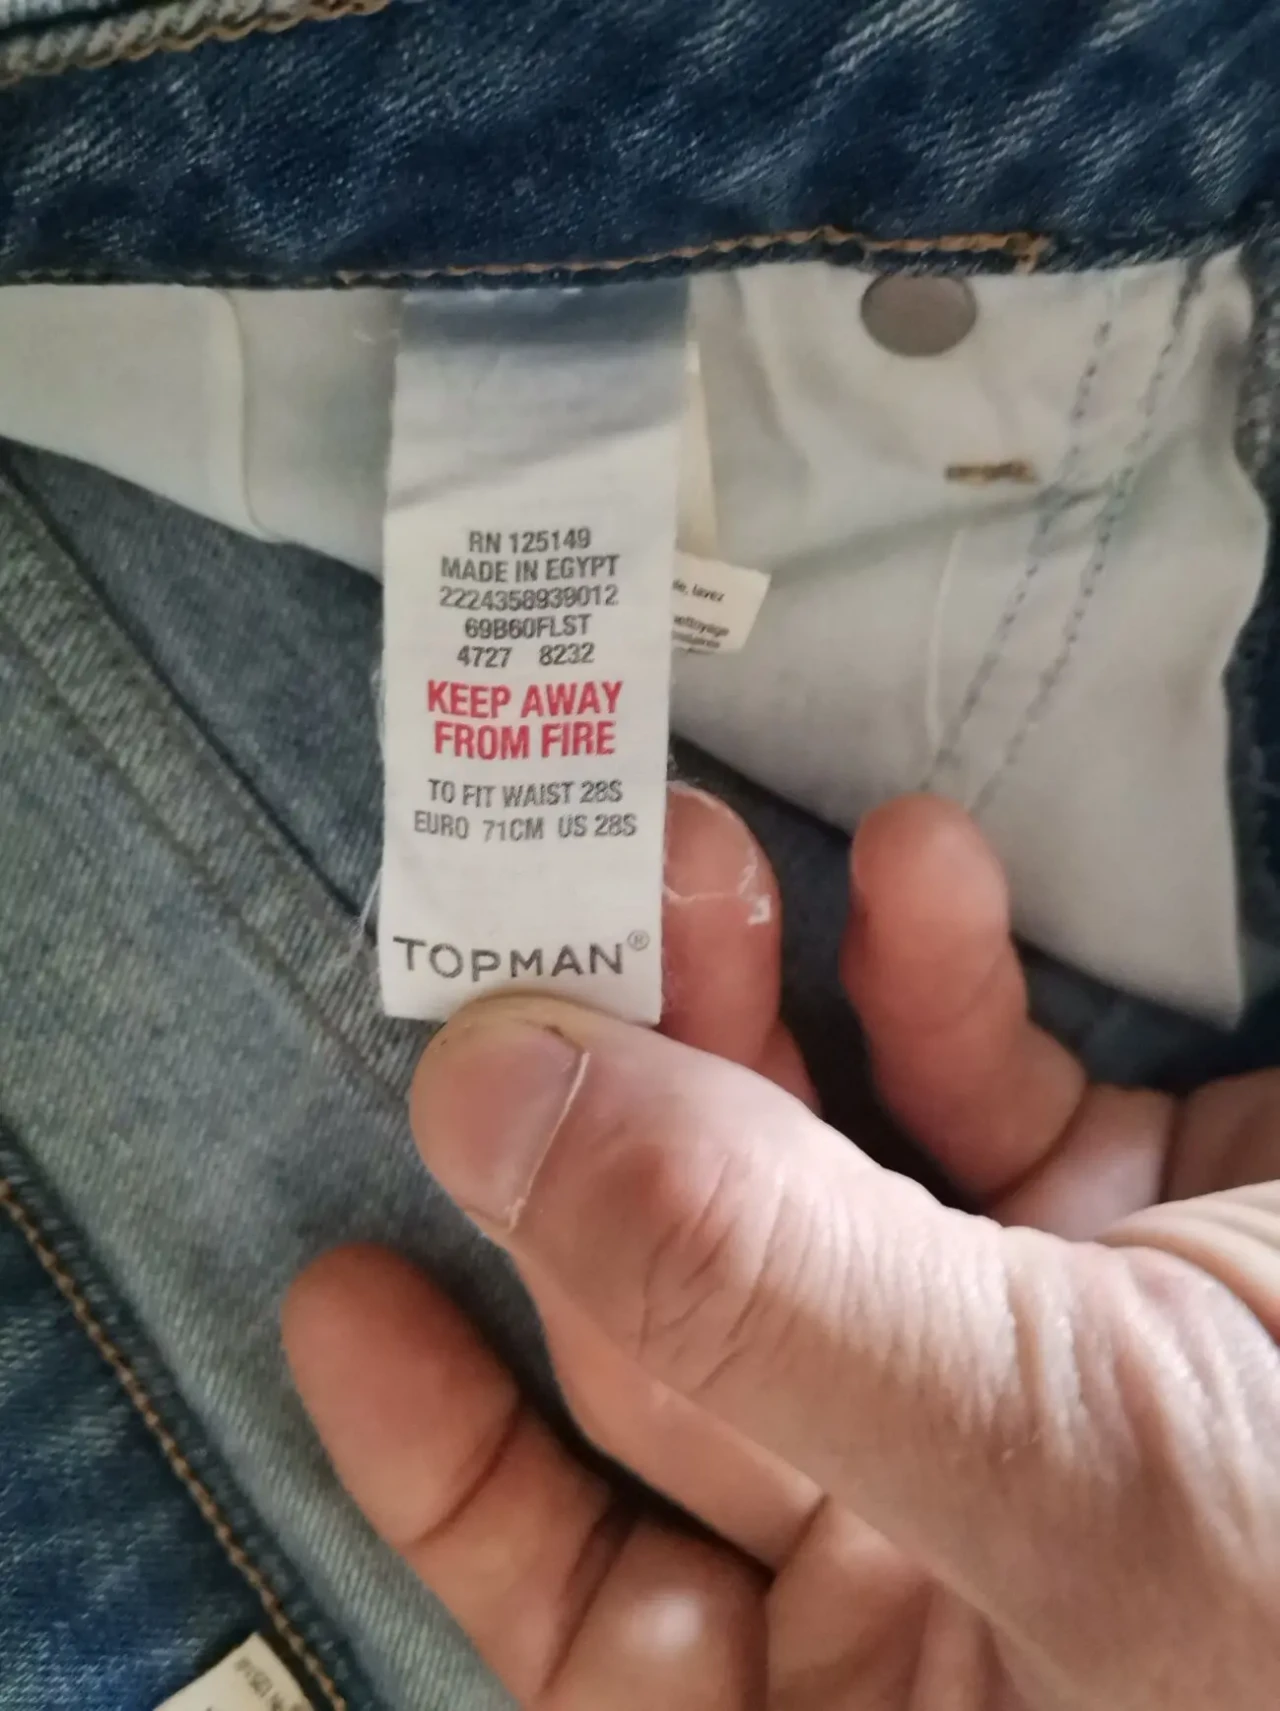 RN 125149
MADE IN EGYPT
2224358939012
69B60FLST
4727 8232
KEEP AWAY
FROM FIRE
TO FIT WAIST 28S
EURO 71CM US 28S
TOPMAN®
lavez